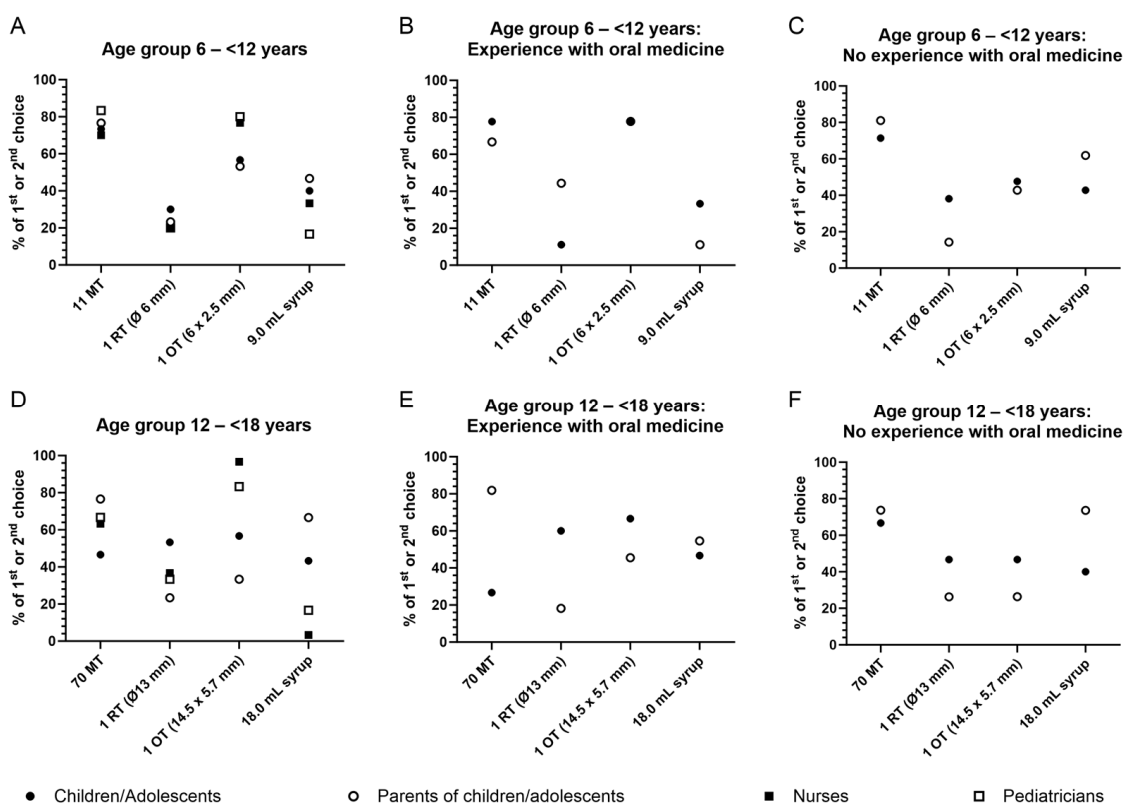 A
Age group 6 – <12 years
% of 1st or 2nd choice
100
80
60
40
20
0
11 MT
1 RT (Ø 6 mm)
1 OT (6 x 2.5 mm)
9.0 mL syrup
B
Age group 6 – <12 years:
Experience with oral medicine
% of 1st or 2nd choice
100
80
60
40
20
0
11 MT
1 RT (Ø 6 mm)
1 OT (6 x 2.5 mm)
9.0 mL syrup
C
Age group 6 – <12 years:
No experience with oral medicine
% of 1st or 2nd choice
100
80
60
40
20
0
11 MT
1 RT (Ø 6 mm)
1 OT (6 x 2.5 mm)
9.0 mL syrup
D
Age group 12 – <18 years
% of 1st or 2nd choice
100
80
60
40
20
0
70 MT
1 RT (Ø13 mm)
1 OT (14.5 x 5.7 mm)
18.0 mL syrup
E
Age group 12 – <18 years:
Experience with oral medicine
% of 1st or 2nd choice
100
80
60
40
20
0
70 MT
1 RT (Ø13 mm)
1 OT (14.5 x 5.7 mm)
18.0 mL syrup
F
Age group 12 – <18 years:
No experience with oral medicine
% of 1st or 2nd choice
100
80
60
40
20
0
70 MT
1 RT (Ø13 mm)
1 OT (14.5 x 5.7 mm)
18.0 mL syrup
Children/Adolescents
Parents of children/adolescents
Nurses
Pediatricians